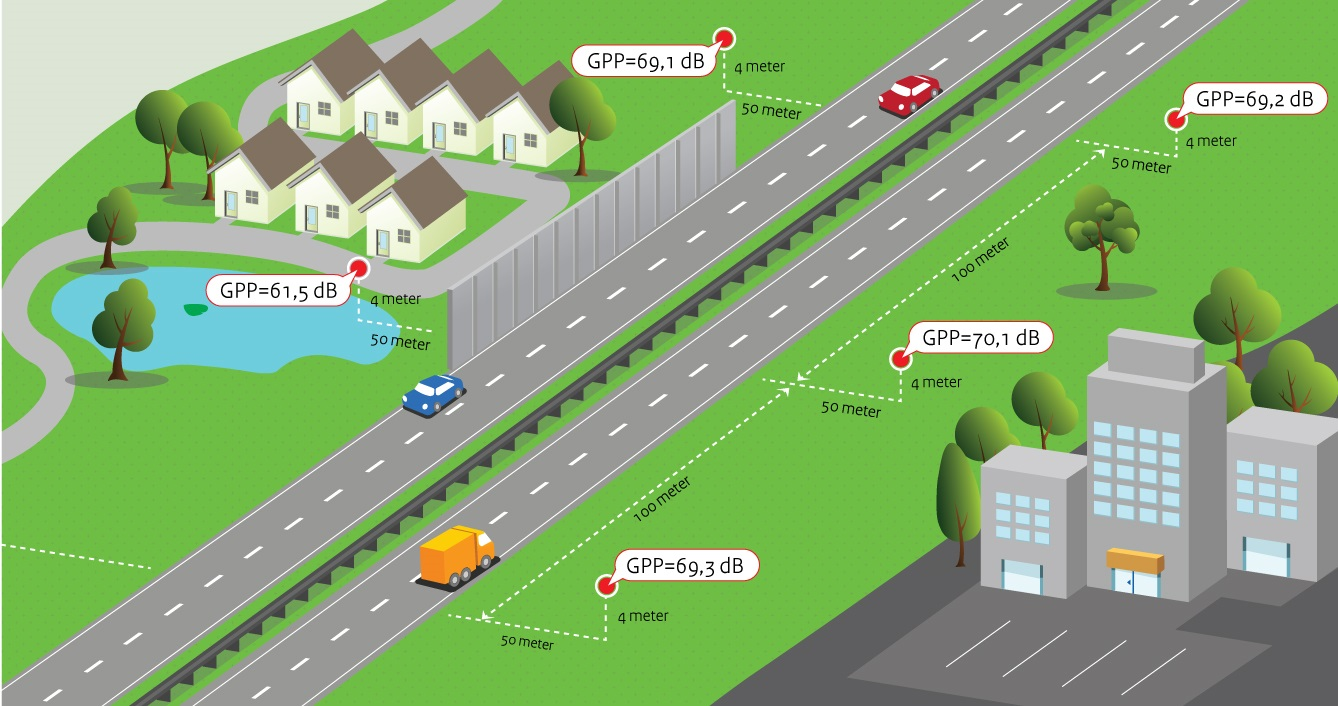 GPP=69,1 dB
4 meter
50 meter
GPP=69,2 dB
4 meter
50 meter
100 meter
GPP=61,5 dB
4 meter
50 meter
GPP=70,1 dB
4 meter
50 meter
100 meter
GPP=69,3 dB
4 meter
50 meter